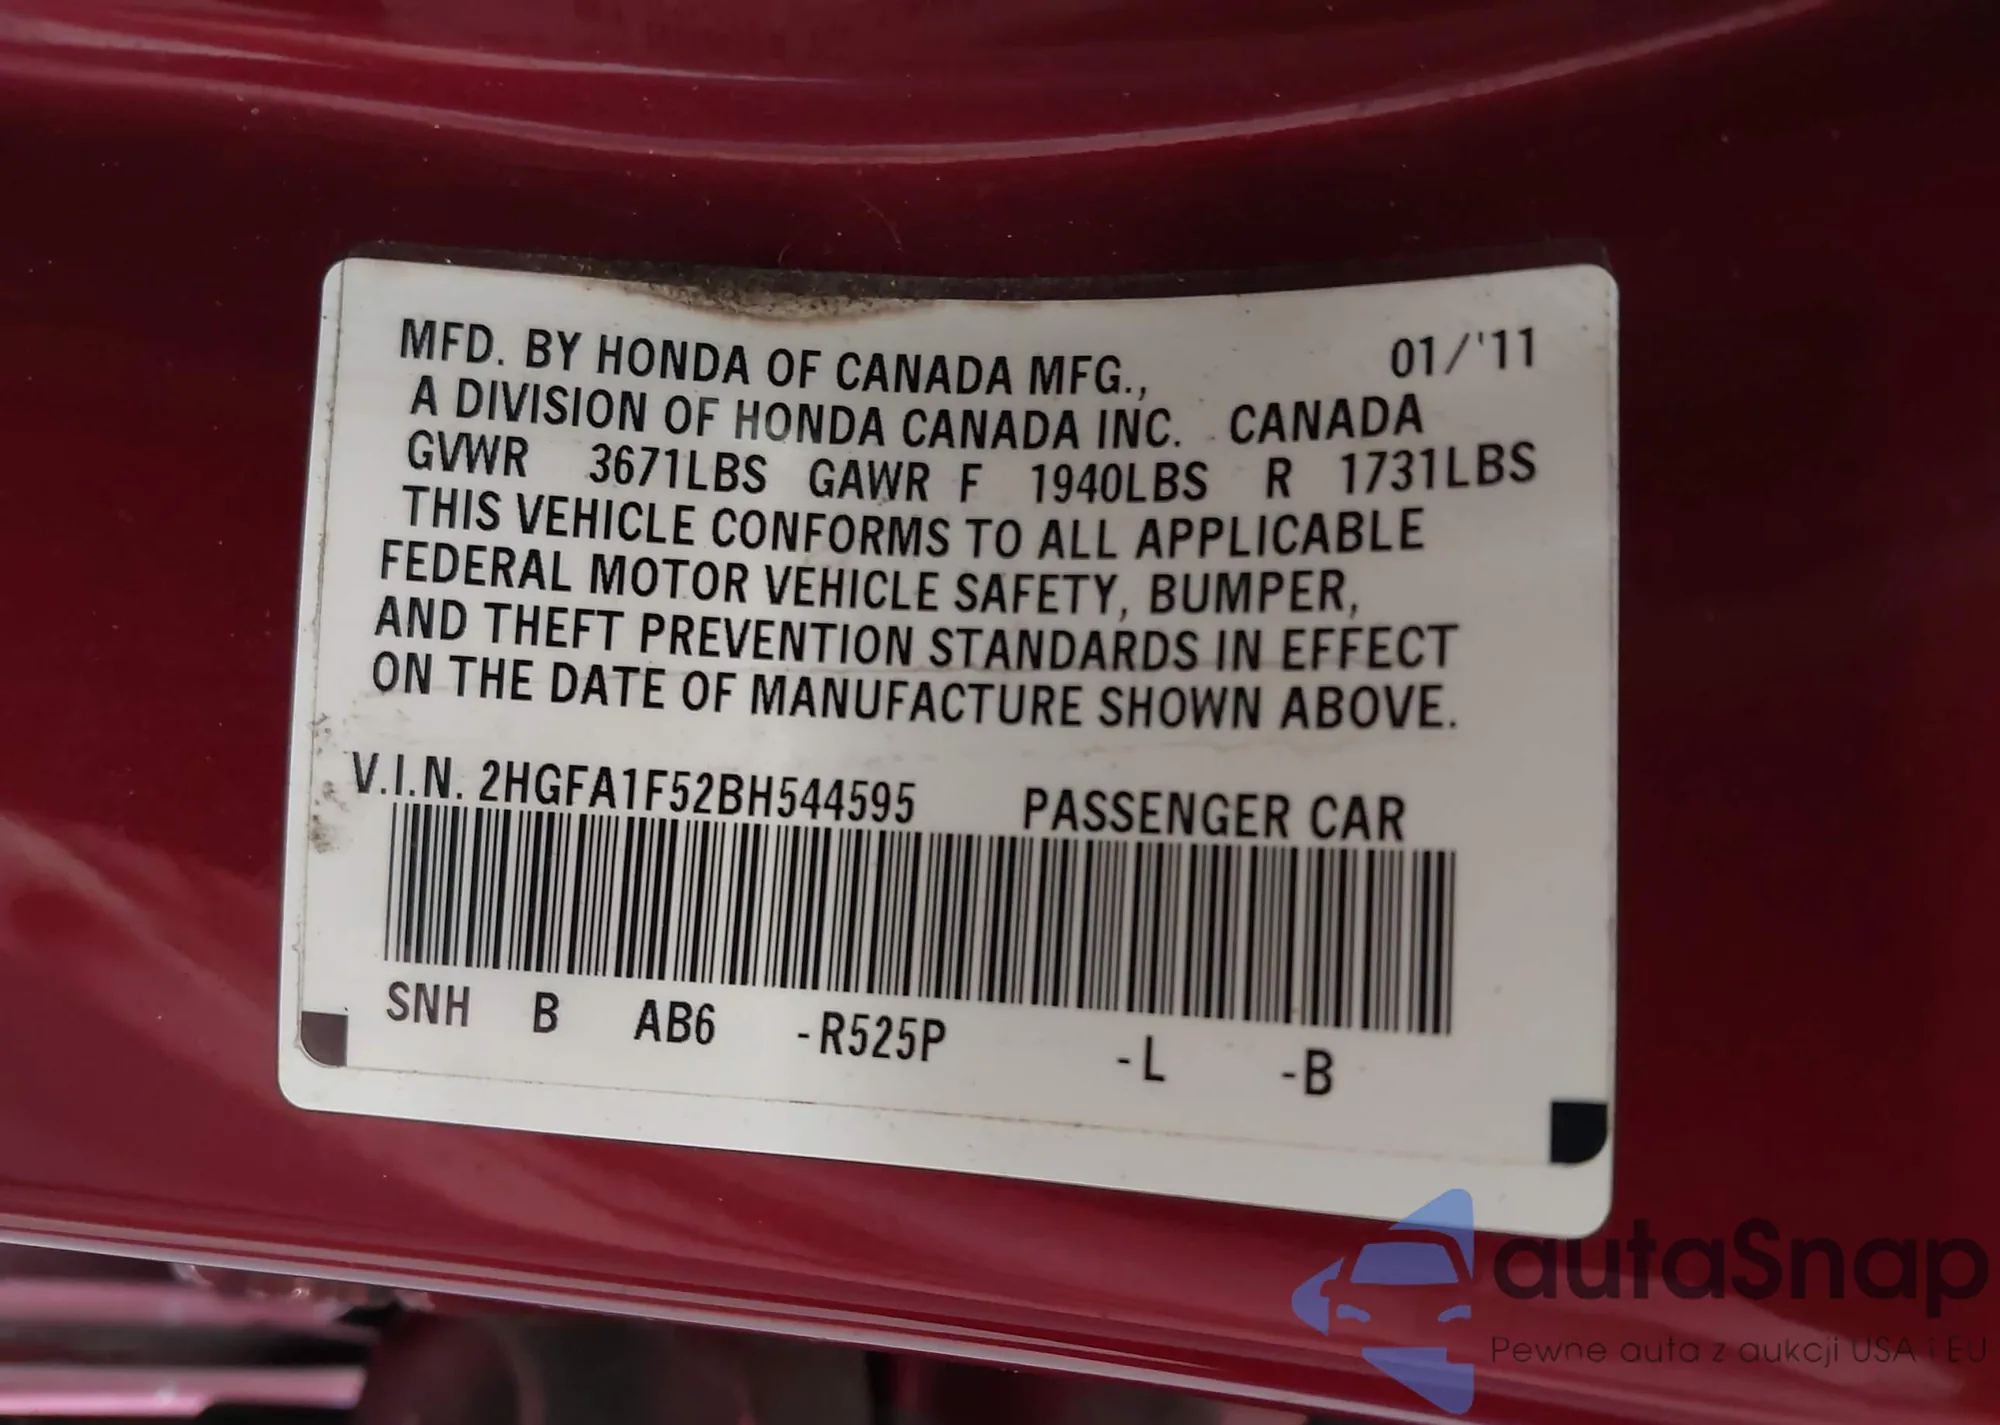 MFD. BY HONDA OF CANADA MFG., 01/'11
A DIVISION OF HONDA CANADA INC. CANADA
GVWR 3671LBS GAWR F 1940LBS R 1731LBS
THIS VEHICLE CONFORMS TO ALL APPLICABLE
FEDERAL MOTOR VEHICLE SAFETY, BUMPER,
AND THEFT PREVENTION STANDARDS IN EFFECT
ON THE DATE OF MANUFACTURE SHOWN ABOVE.
V.I.N. 2HGFA1F52BH544595 PASSENGER CAR
SNH B AB6 -R525P -L -B
autaSnap
Pewne auta z aukcji USA i EU